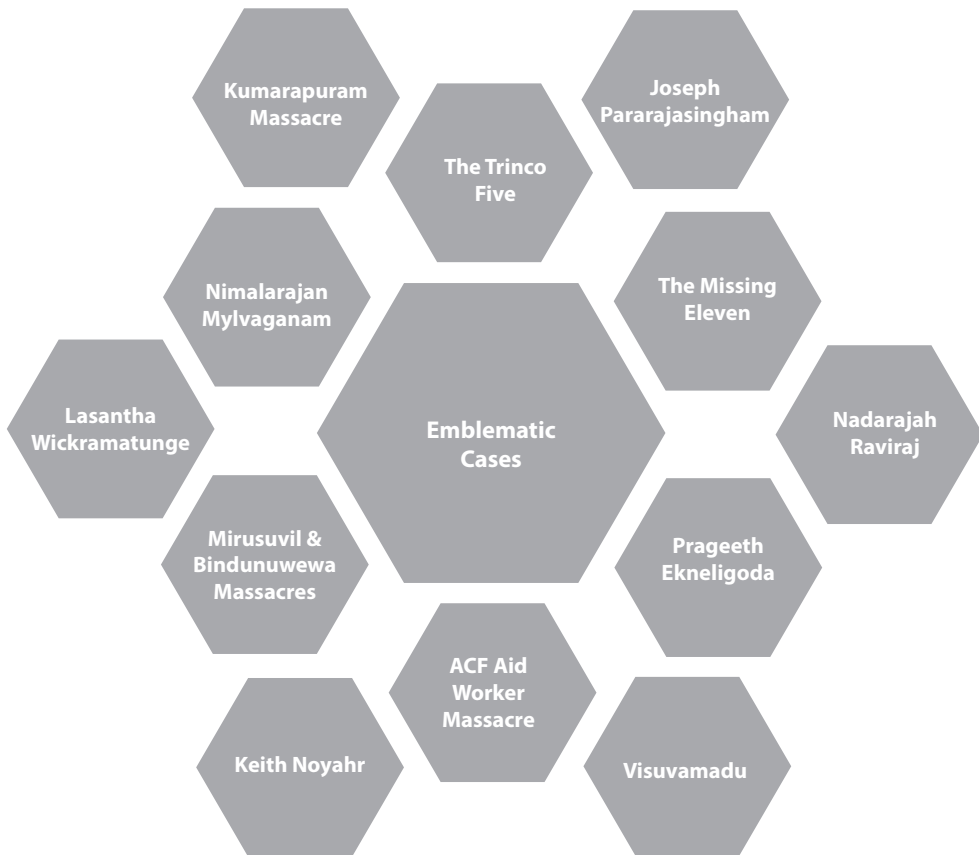 Kumarapuram
Massacre
Joseph
Pararajasingham
The Trinco
Five
Nimalarajan
Mylvaganam
The Missing
Eleven
Lasantha
Wickramatunge
Emblematic
Cases
Nadarajah
Raviraj
Mirusuvil &
Bindunuwewa
Massacres
Prageeth
Ekneligoda
ACF Aid
Worker
Massacre
Keith Noyahr
Visuvamadu